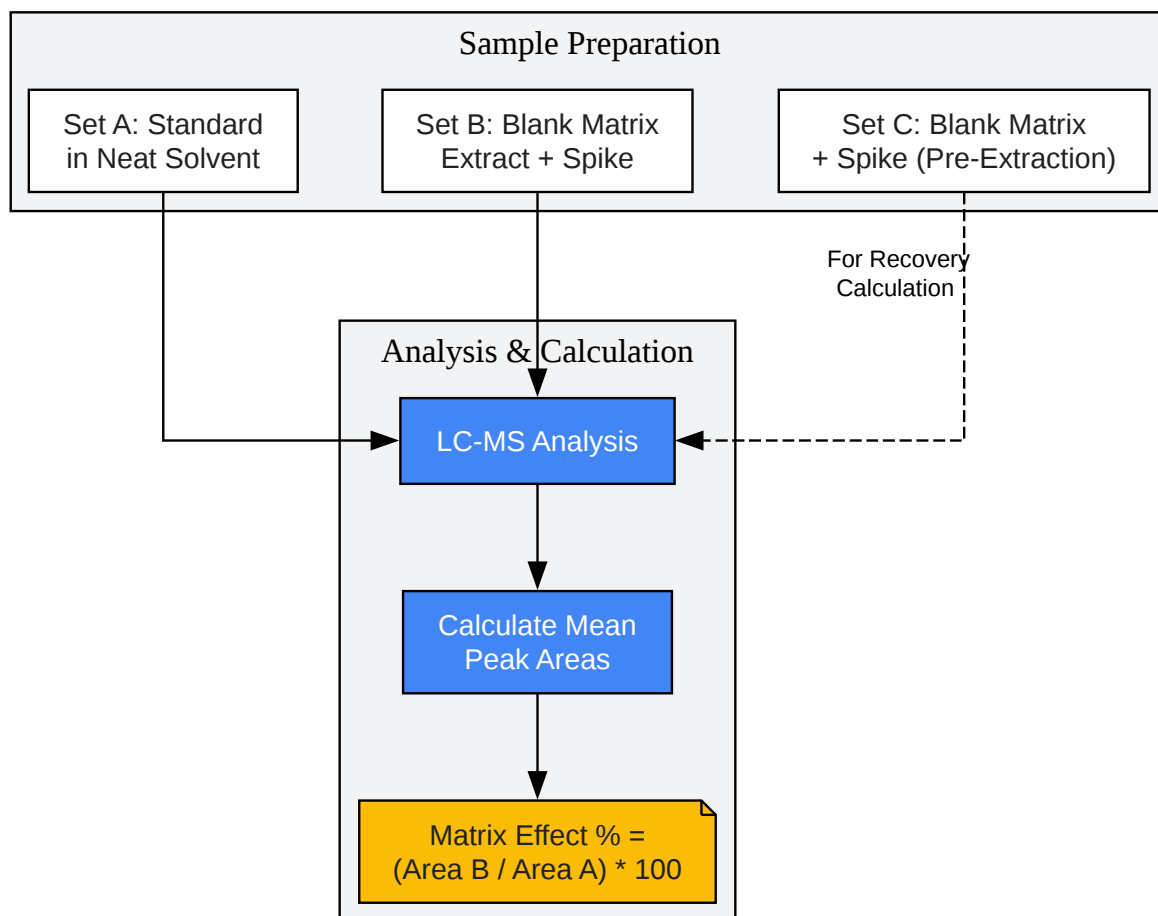 Sample Preparation
Set A: Standard
in Neat Solvent
Set B: Blank Matrix
Extract + Spike
Set C: Blank Matrix
+ Spike (Pre-Extraction)
For Recovery
Calculation
Analysis & Calculation
LC-MS Analysis
Calculate Mean
Peak Areas
Matrix Effect % =
(Area B / Area A) * 100